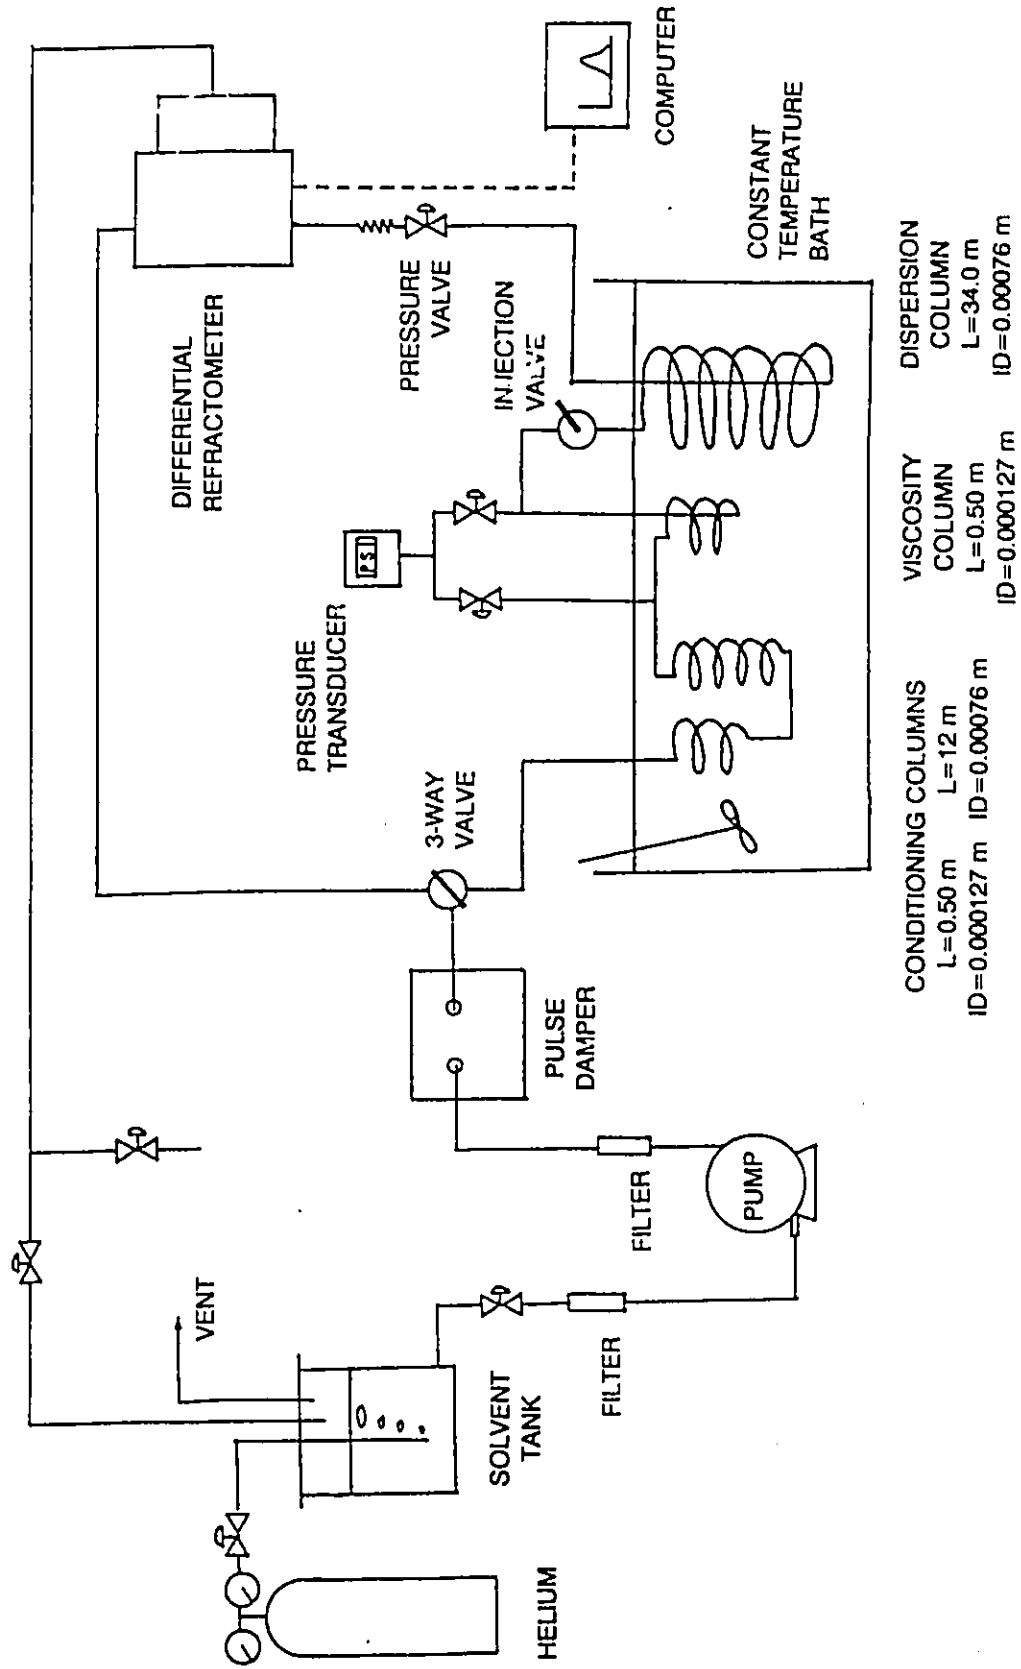 DIFFERENTIAL
REFRACTOMETER
COMPUTER
PRESSURE
VALVE
INJECTION
VALVE
CONSTANT
TEMPERATURE
BATH
PSI
PRESSURE
TRANSDUCER
3-WAY
VALVE
PULSE
DAMPER
FILTER
PUMP
VENT
FILTER
SOLVENT
TANK
HELIUM
CONDITIONING COLUMNS
L=0.50 m L=12 m
ID=0.000127 m ID=0.00076 m
VISCOSITY
COLUMN
L=0.50 m
ID=0.000127 m
DISPERSION
COLUMN
L=34.0 m
ID=0.00076 m